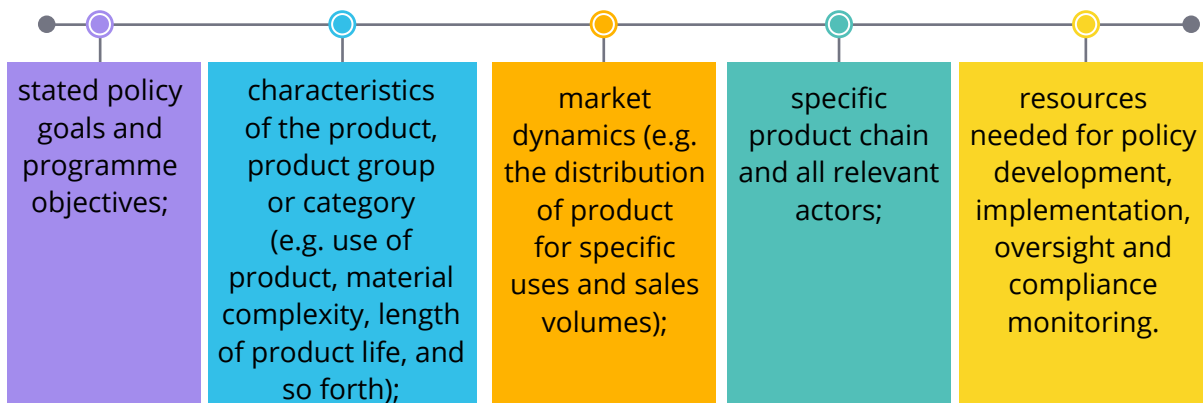 stated policy
goals and
programme
objectives;
characteristics
of the product,
product group
or category
(e.g. use of
product, material
complexity, length
of product life, and
so forth);
market
dynamics (e.g.
the distribution
of product
for specific
uses and sales
volumes);
specific
product chain
and all relevant
actors;
resources
needed for policy
development,
implementation,
oversight and
compliance
monitoring.